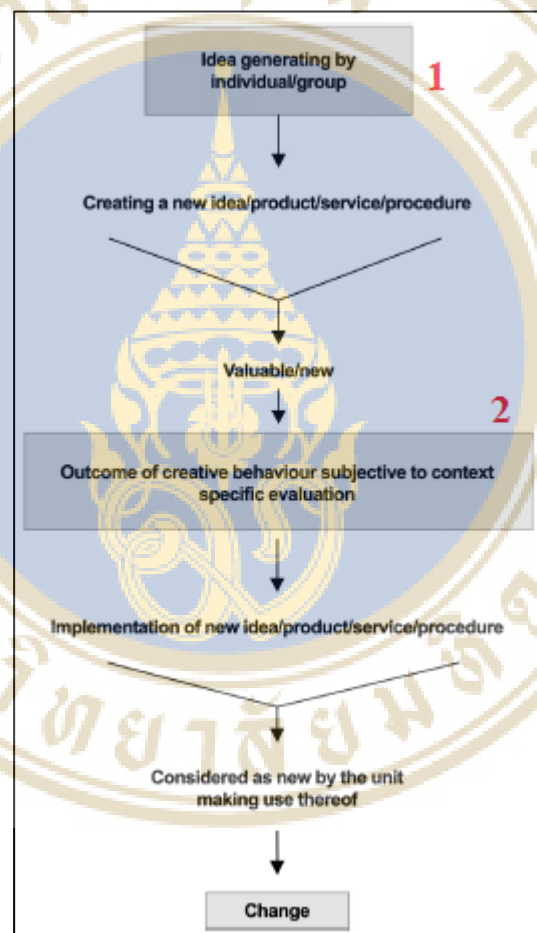 Idea generating by
individual/group
1
Creating a new idea/product/service/procedure
Valuable/new
2
Outcome of creative behaviour subjective to context
specific evaluation
Implementation of new idea/product/service/procedure
Considered as new by the unit
making use thereof
Change